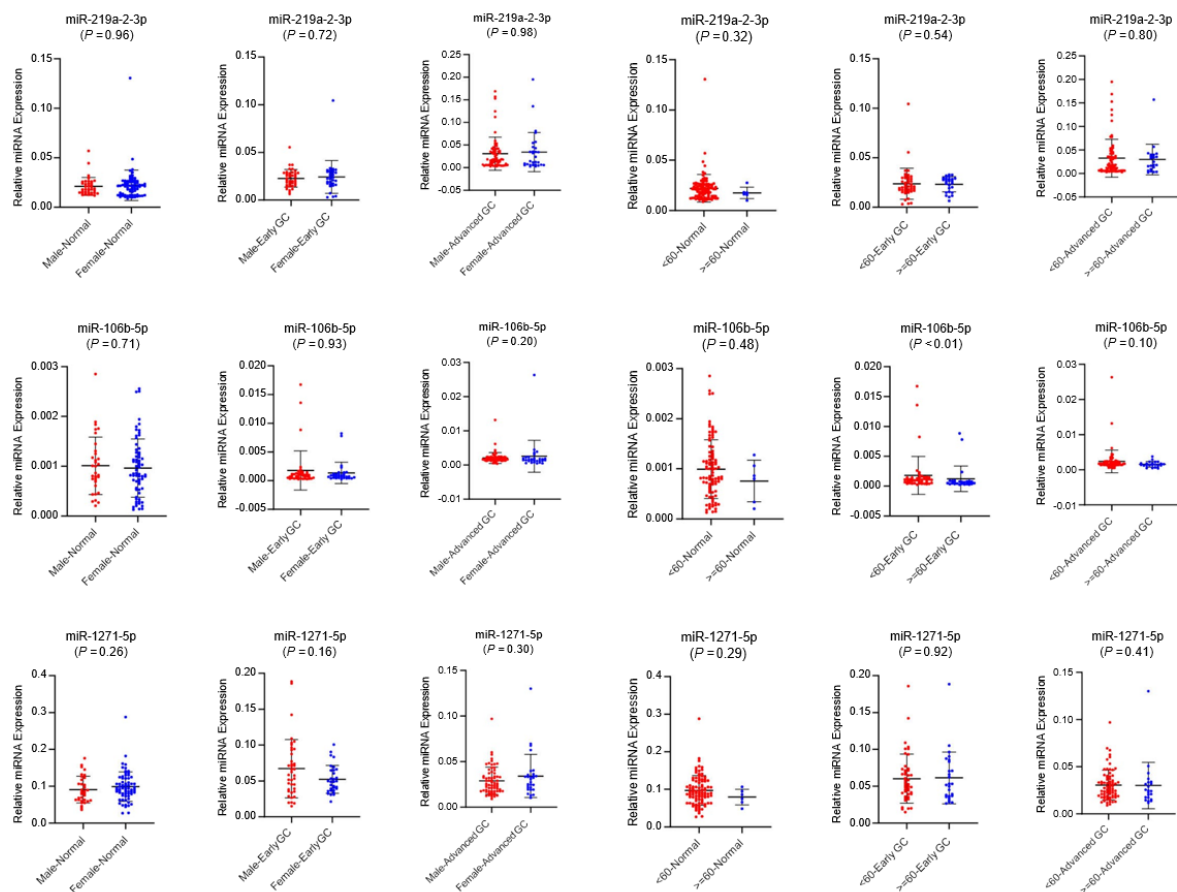 miR-219a-2-3p
(P = 0.96)
Relative miRNA Expression
0.15
0.10
0.05
0.00
Male-Normal
Female-Normal
miR-219a-2-3p
(P = 0.72)
Relative miRNA Expression
0.15
0.10
0.05
0.00
Male-Early GC
Female-Early GC
miR-219a-2-3p
(P = 0.98)
Relative miRNA Expression
0.25
0.20
0.15
0.10
0.05
0.00
-0.05
Male-Advanced GC
Female-Advanced GC
miR-219a-2-3p
(P = 0.32)
Relative miRNA Expression
0.15
0.10
0.05
0.00
<60-Normal
>=60-Normal
miR-219a-2-3p
(P = 0.54)
Relative miRNA Expression
0.15
0.10
0.05
0.00
<60-Early GC
>=60-Early GC
miR-219a-2-3p
(P = 0.80)
Relative miRNA Expression
0.25
0.20
0.15
0.10
0.05
0.00
-0.05
<60-Advanced GC
>=60-Advanced GC
miR-106b-5p
(P = 0.71)
Relative miRNA Expression
0.003
0.002
0.001
0.000
Male-Normal
Female-Normal
miR-106b-5p
(P = 0.93)
Relative miRNA Expression
0.020
0.015
0.010
0.005
0.000
-0.005
Male-Early GC
Female-Early GC
miR-106b-5p
(P = 0.20)
Relative miRNA Expression
0.03
0.02
0.01
0.00
-0.01
Male-Advanced GC
Female-Advanced GC
miR-106b-5p
(P = 0.48)
Relative miRNA Expression
0.003
0.002
0.001
0.000
<60-Normal
>=60-Normal
miR-106b-5p
(P <0.01)
Relative miRNA Expression
0.020
0.015
0.010
0.005
0.000
-0.005
<60-Early GC
>=60-Early GC
miR-106b-5p
(P = 0.10)
Relative miRNA Expression
0.03
0.02
0.01
0.00
-0.01
<60-Advanced GC
>=60-Advanced GC
miR-1271-5p
(P = 0.26)
Relative miRNA Expression
0.4
0.3
0.2
0.1
0.0
Male-Normal
Female-Normal
miR-1271-5p
(P = 0.16)
Relative miRNA Expression
0.20
0.15
0.10
0.05
0.00
Male-Early GC
Female-Early GC
miR-1271-5p
(P = 0.30)
Relative miRNA Expression
0.15
0.10
0.05
0.00
Male-Advanced GC
Female-Advanced GC
miR-1271-5p
(P = 0.29)
Relative miRNA Expression
0.4
0.3
0.2
0.1
0.0
<60-Normal
>=60-Normal
miR-1271-5p
(P = 0.92)
Relative miRNA Expression
0.20
0.15
0.10
0.05
0.00
<60-Early GC
>=60-Early GC
miR-1271-5p
(P = 0.41)
Relative miRNA Expression
0.15
0.10
0.05
0.00
<60-Advanced GC
>=60-Advanced GC